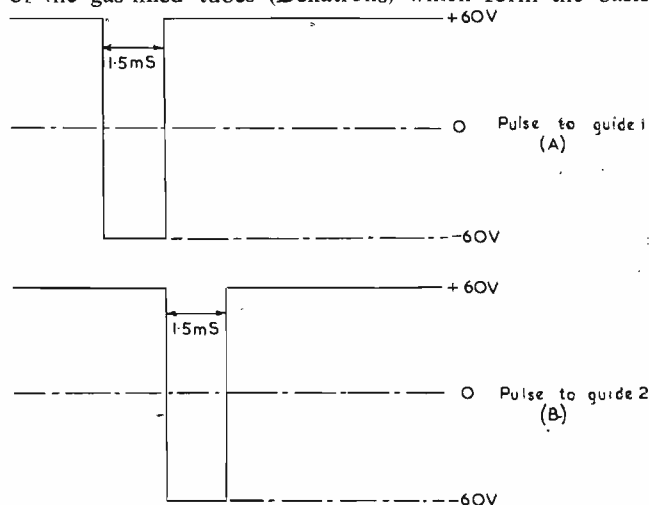 of the gas-filled tubes (Dekatrons) which form the basis
+60V
1·5mS
O Pulse to guide 1
(A)
-60V
+60V
1·5mS
O Pulse to guide 2
(B)
-60V